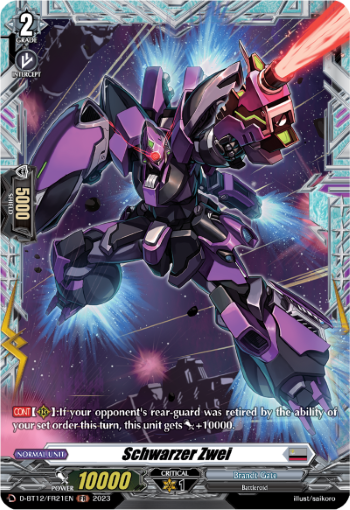 2
GRADE
INTERCEPT
5000
SHIELD
CONT【R】:If your opponent's rear-guard was retired by the ability of
your set order this turn, this unit gets +10000.
NORMAL UNIT
Schwarzer Zwei
POWER 10000
CRITICAL
1
Brandt Gate
Battleroid
D-BT12/FR21EN FR 2023
illust/saikoro